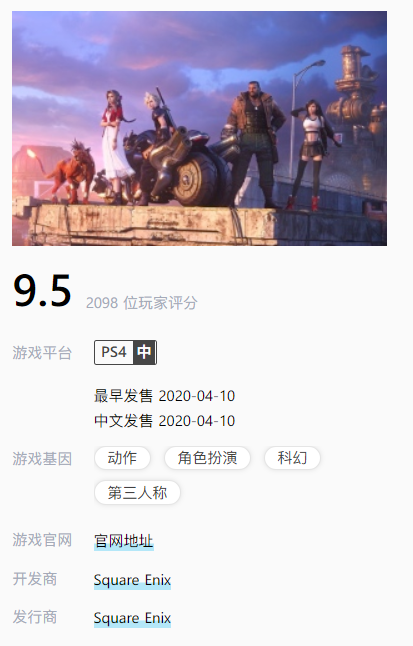 9.5 2098 位玩家评分
游戏平台 PS4 中
最早发售 2020-04-10
中文发售 2020-04-10
游戏基因 动作 角色扮演 科幻
第三人称
游戏官网 官网地址
开发商 Square Enix
发行商 Square Enix